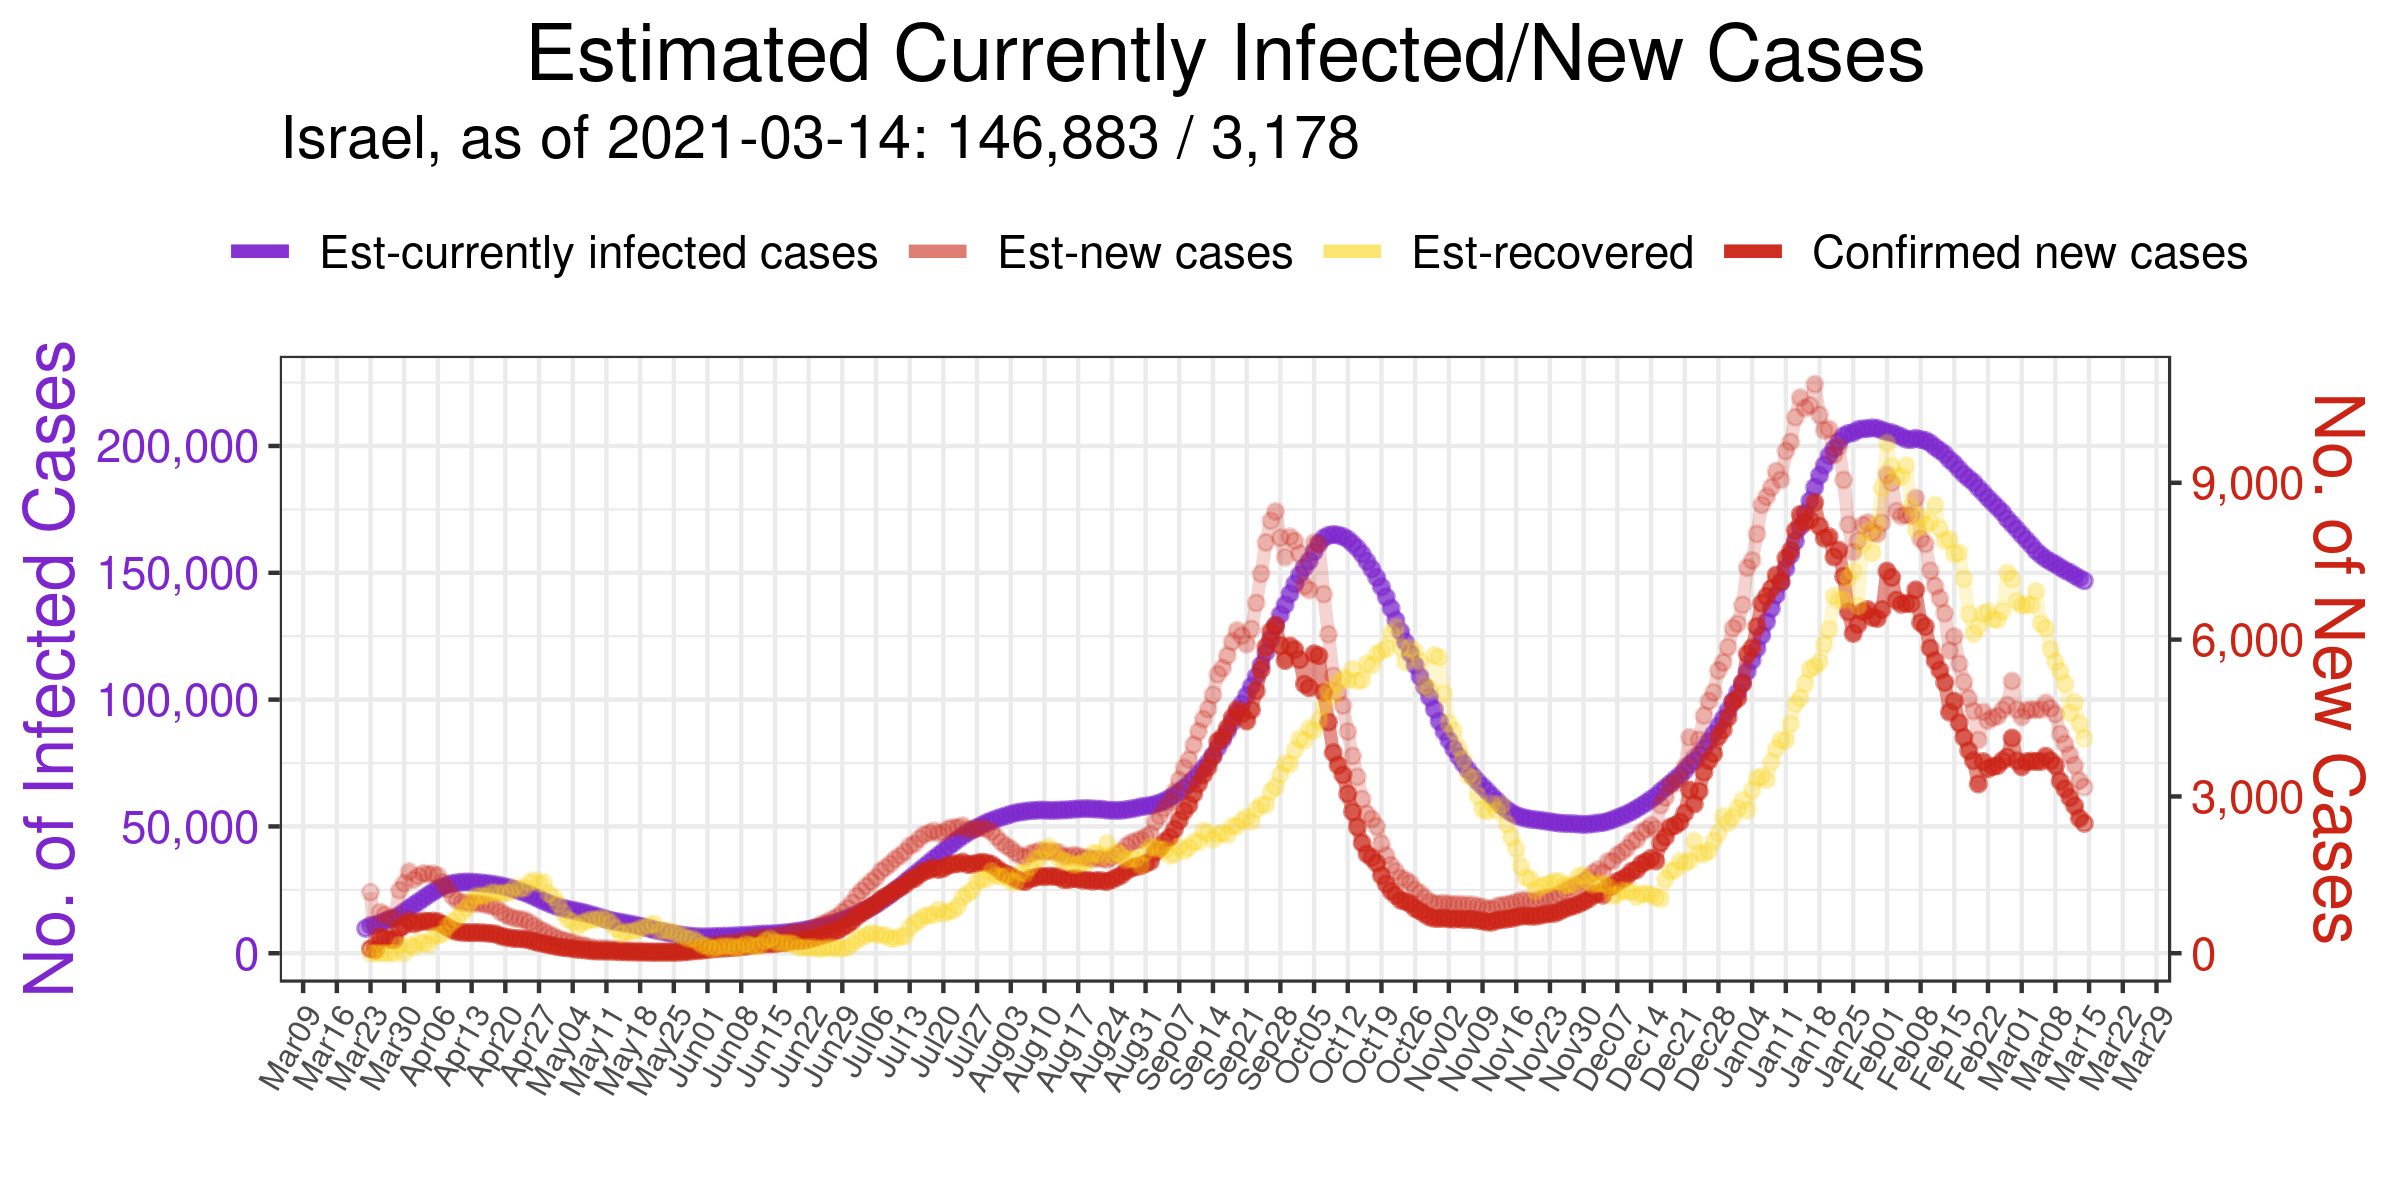 Estimated Currently Infected/New Cases
Israel, as of 2021-03-14: 146,883 / 3,178
Est-currently infected cases Est-new cases Est-recovered Confirmed new cases
No. of Infected Cases
200,000
150,000
100,000
50,000
0
9,000
6,000
3,000
0
No. of New Cases
Mar09 Mar16 Mar23 Mar30 Apr06 Apr13 Apr20 Apr27 May04 May11 May18 May25 Jun01 Jun08 Jun15 Jun22 Jun29 Jul06 Jul13 Jul20 Jul27 Aug03 Aug10 Aug17 Aug24 Aug31 Sep07 Sep14 Sep21 Sep28 Oct05 Oct12 Oct19 Oct26 Nov02 Nov09 Nov16 Nov23 Nov30 Dec07 Dec14 Dec21 Dec28 Jan04 Jan11 Jan18 Jan25 Feb01 Feb08 Feb15 Feb22 Mar01 Mar08 Mar15 Mar22 Mar29